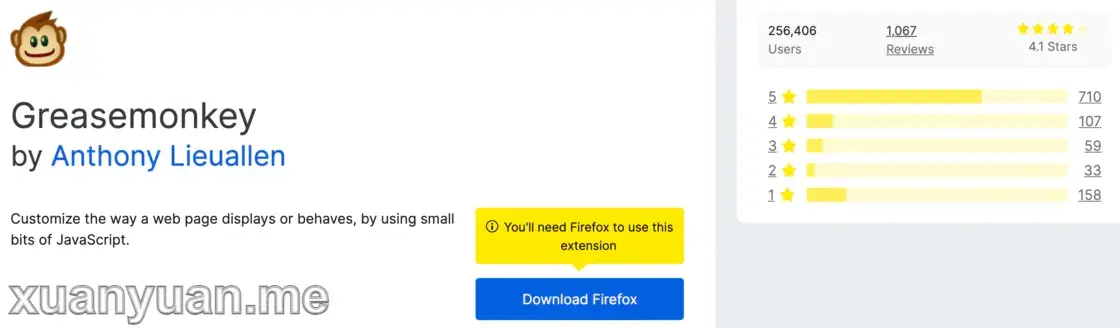 Greasemonkey
by Anthony Lieuallen
Customize the way a web page displays or behaves, by using small
bits of JavaScript.
You'll need Firefox to use this
extension
Download Firefox
xuanyuan.me
256,406 1,067
Users Reviews 4.1 Stars
5 710
4 107
3 59
2 33
1 158